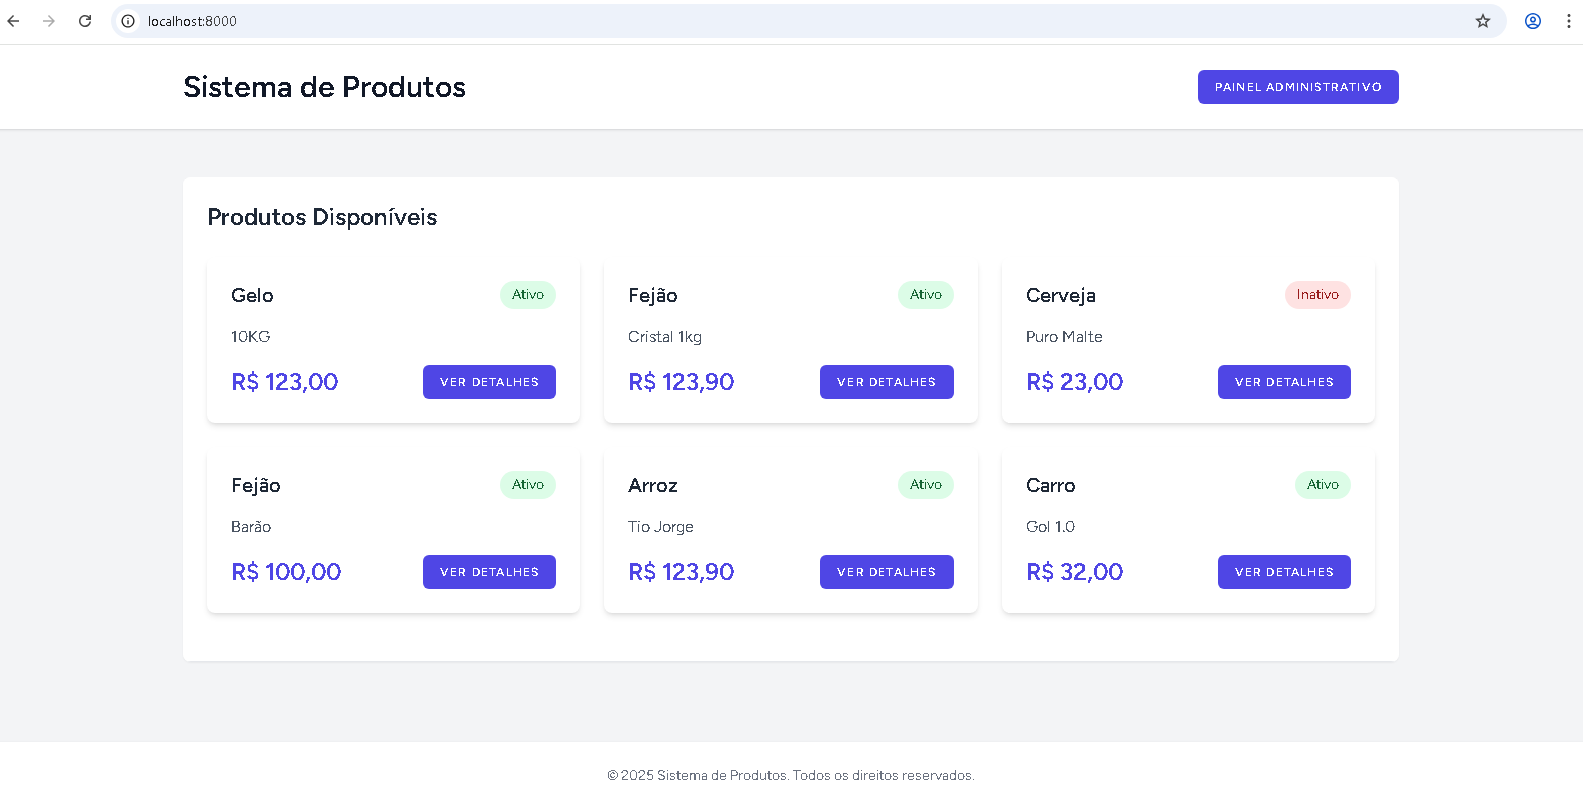 localhost:8000
Sistema de Produtos
PAINEL ADMINISTRATIVO
Produtos Disponíveis
Gelo
Ativo
10KG
R$ 123,00
VER DETALHES
Fejão
Ativo
Cristal 1kg
R$ 123,90
VER DETALHES
Cerveja
Inativo
Puro Malte
R$ 23,00
VER DETALHES
Fejão
Ativo
Barão
R$ 100,00
VER DETALHES
Arroz
Ativo
Tio Jorge
R$ 123,90
VER DETALHES
Carro
Ativo
Gol 1.0
R$ 32,00
VER DETALHES
© 2025 Sistema de Produtos. Todos os direitos reservados.